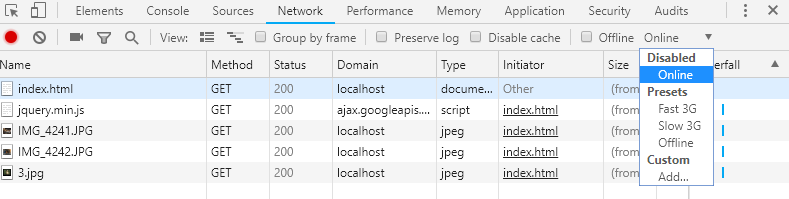 Elements Console Sources Network Performance Memory Application Security Audits
View: Group by frame Preserve log Disable cache Offline Online
Name Method Status Domain Type Initiator Size erfall
Disabled
Online
Presets
Fast 3G
Slow 3G
Offline
Custom
Add...
index.html GET 200 localhost docume... Other (from
jquery.min.js GET 200 ajax.googleapis.... script index.html (from
IMG_4241.JPG GET 200 localhost jpeg index.html (from
IMG_4242.JPG GET 200 localhost jpeg index.html (from
3.jpg GET 200 localhost jpeg index.html (from